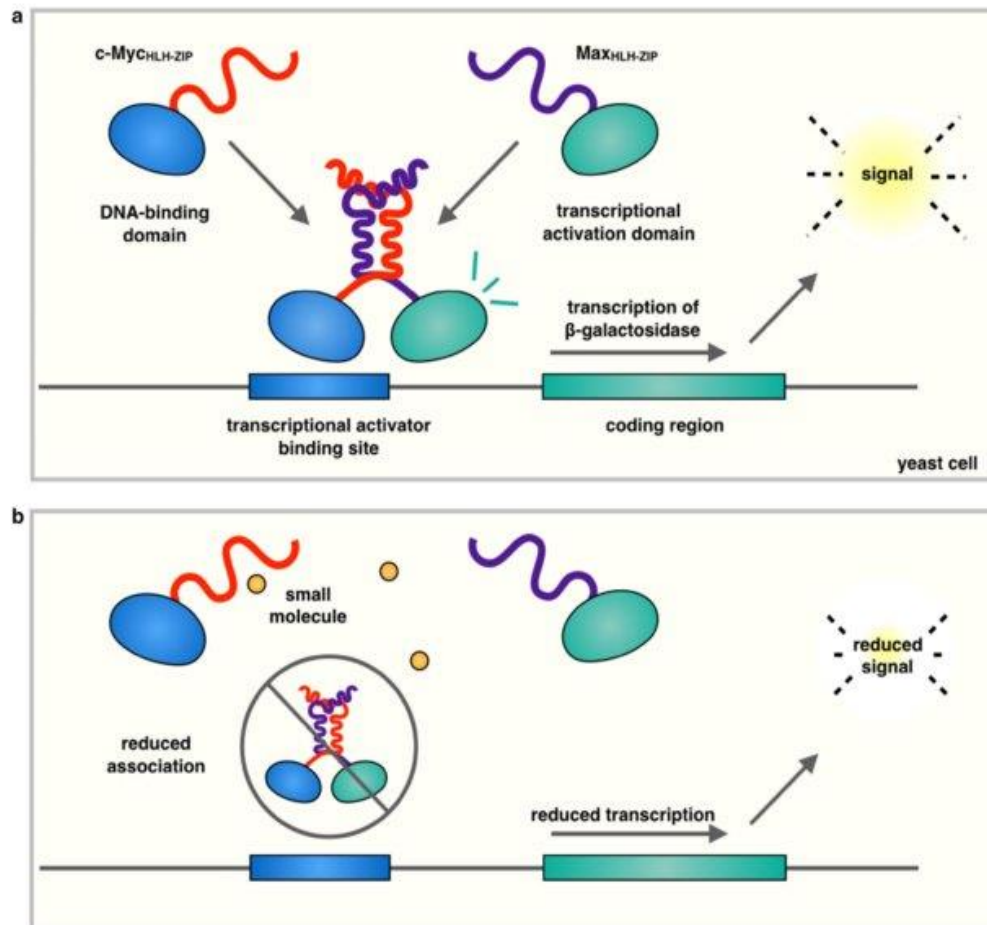 a
c-MycHLH-ZIP
MaxHLH-ZIP
signal
DNA-binding
domain
transcriptional
activation domain
transcription of
β-galactosidase
transcriptional activator
binding site
coding region
yeast cell
b
small
molecule
reduced
signal
reduced
association
reduced transcription